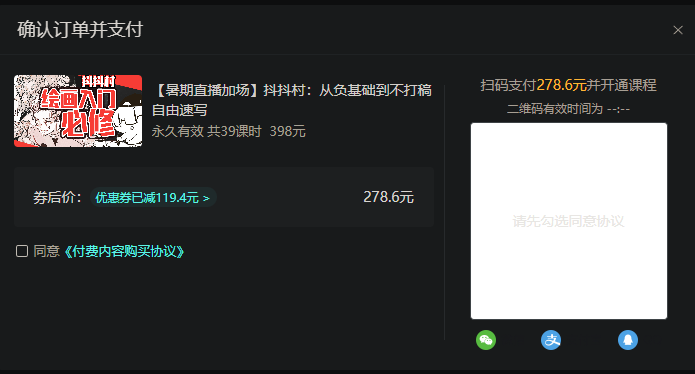 确认订单并支付
抖抖村
绘画入门
必修
【暑期直播加场】抖抖村：从负基础到不打稿
自由速写
永久有效 共39课时 398元
券后价： 优惠券已减119.4元 > 278.6元
同意《付费内容购买协议》
扫码支付278.6元并开通课程
二维码有效时间为 --:--
请先勾选同意协议